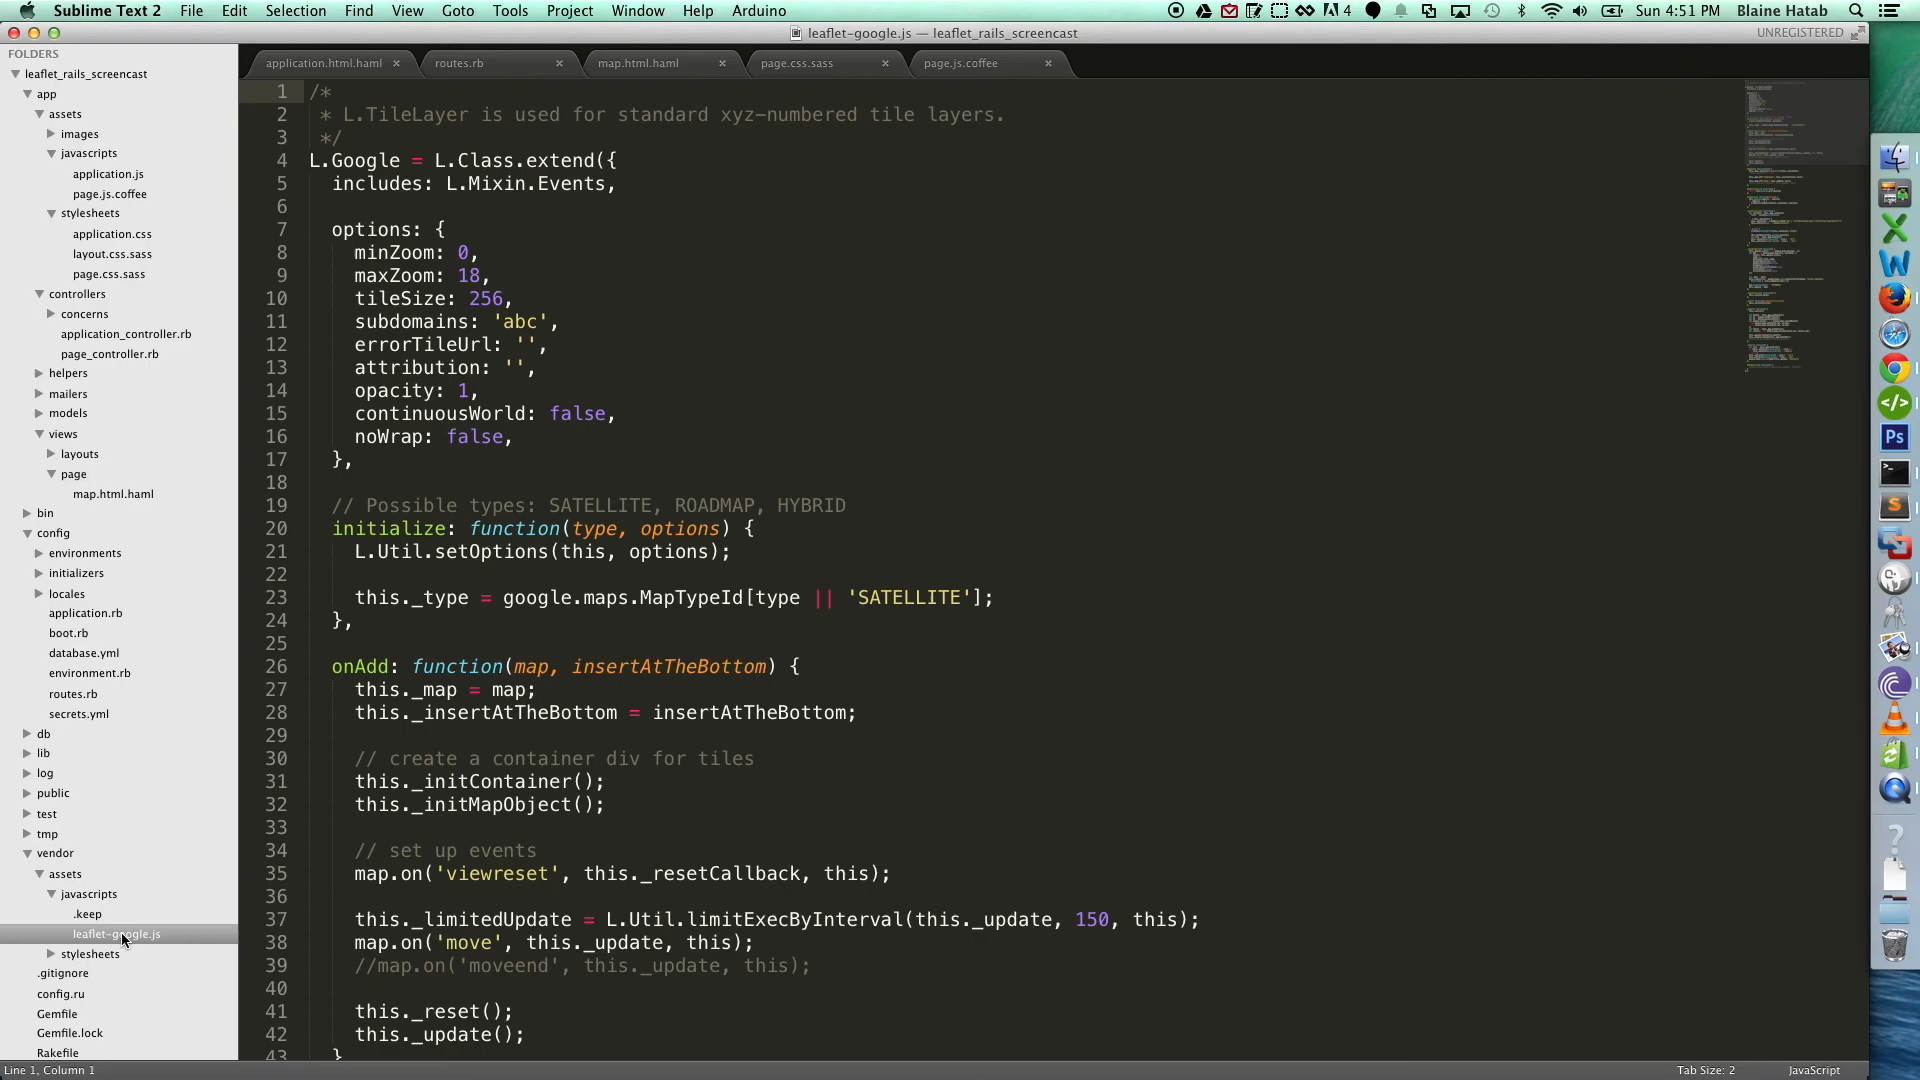 Sublime Text 2 File Edit Selection Find View Goto Tools Project Window Help Arduino 4 Sun 4:51 PM Blaine Hatab
leaflet-google.js — leaflet_rails_screencast UNREGISTERED
FOLDERS
leaflet_rails_screencast
app
assets
images
javascripts
application.js
page.js.coffee
stylesheets
application.css
layout.css.sass
page.css.sass
controllers
concerns
application_controller.rb
page_controller.rb
helpers
mailers
models
views
layouts
page
map.html.haml
bin
config
environments
initializers
locales
application.rb
boot.rb
database.yml
environment.rb
routes.rb
secrets.yml
db
lib
log
public
test
tmp
vendor
assets
javascripts
.keep
leaflet-google.js
stylesheets
.gitignore
config.ru
Gemfile
Gemfile.lock
Rakefile
application.html.haml × routes.rb × map.html.haml × page.css.sass × page.js.coffee ×
1 /*
2 * L.TileLayer is used for standard xyz-numbered tile layers.
3 */
4 L.Google = L.Class.extend({
5 includes: L.Mixin.Events,
6
7 options: {
8 minZoom: 0,
9 maxZoom: 18,
10 tileSize: 256,
11 subdomains: 'abc',
12 errorTileUrl: '',
13 attribution: '',
14 opacity: 1,
15 continuousWorld: false,
16 noWrap: false,
17 },
18
19 // Possible types: SATELLITE, ROADMAP, HYBRID
20 initialize: function(type, options) {
21 L.Util.setOptions(this, options);
22
23 this._type = google.maps.MapTypeId[type || 'SATELLITE'];
24 },
25
26 onAdd: function(map, insertAtTheBottom) {
27 this._map = map;
28 this._insertAtTheBottom = insertAtTheBottom;
29
30 // create a container div for tiles
31 this._initContainer();
32 this._initMapObject();
33
34 // set up events
35 map.on('viewreset', this._resetCallback, this);
36
37 this._limitedUpdate = L.Util.limitExecByInterval(this._update, 150, this);
38 map.on('move', this._update, this);
39 //map.on('moveend', this._update, this);
40
41 this._reset();
42 this._update();
43 }
Line 1, Column 1 Tab Size: 2 JavaScript